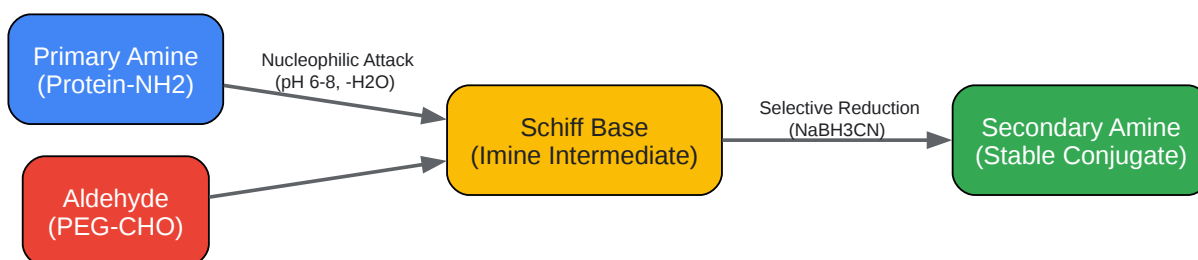 Primary Amine
(Protein-NH2)
Nucleophilic Attack
(pH 6-8, -H2O)
Aldehyde
(PEG-CHO)
Schiff Base
(Imine Intermediate)
Selective Reduction
(NaBH3CN)
Secondary Amine
(Stable Conjugate)